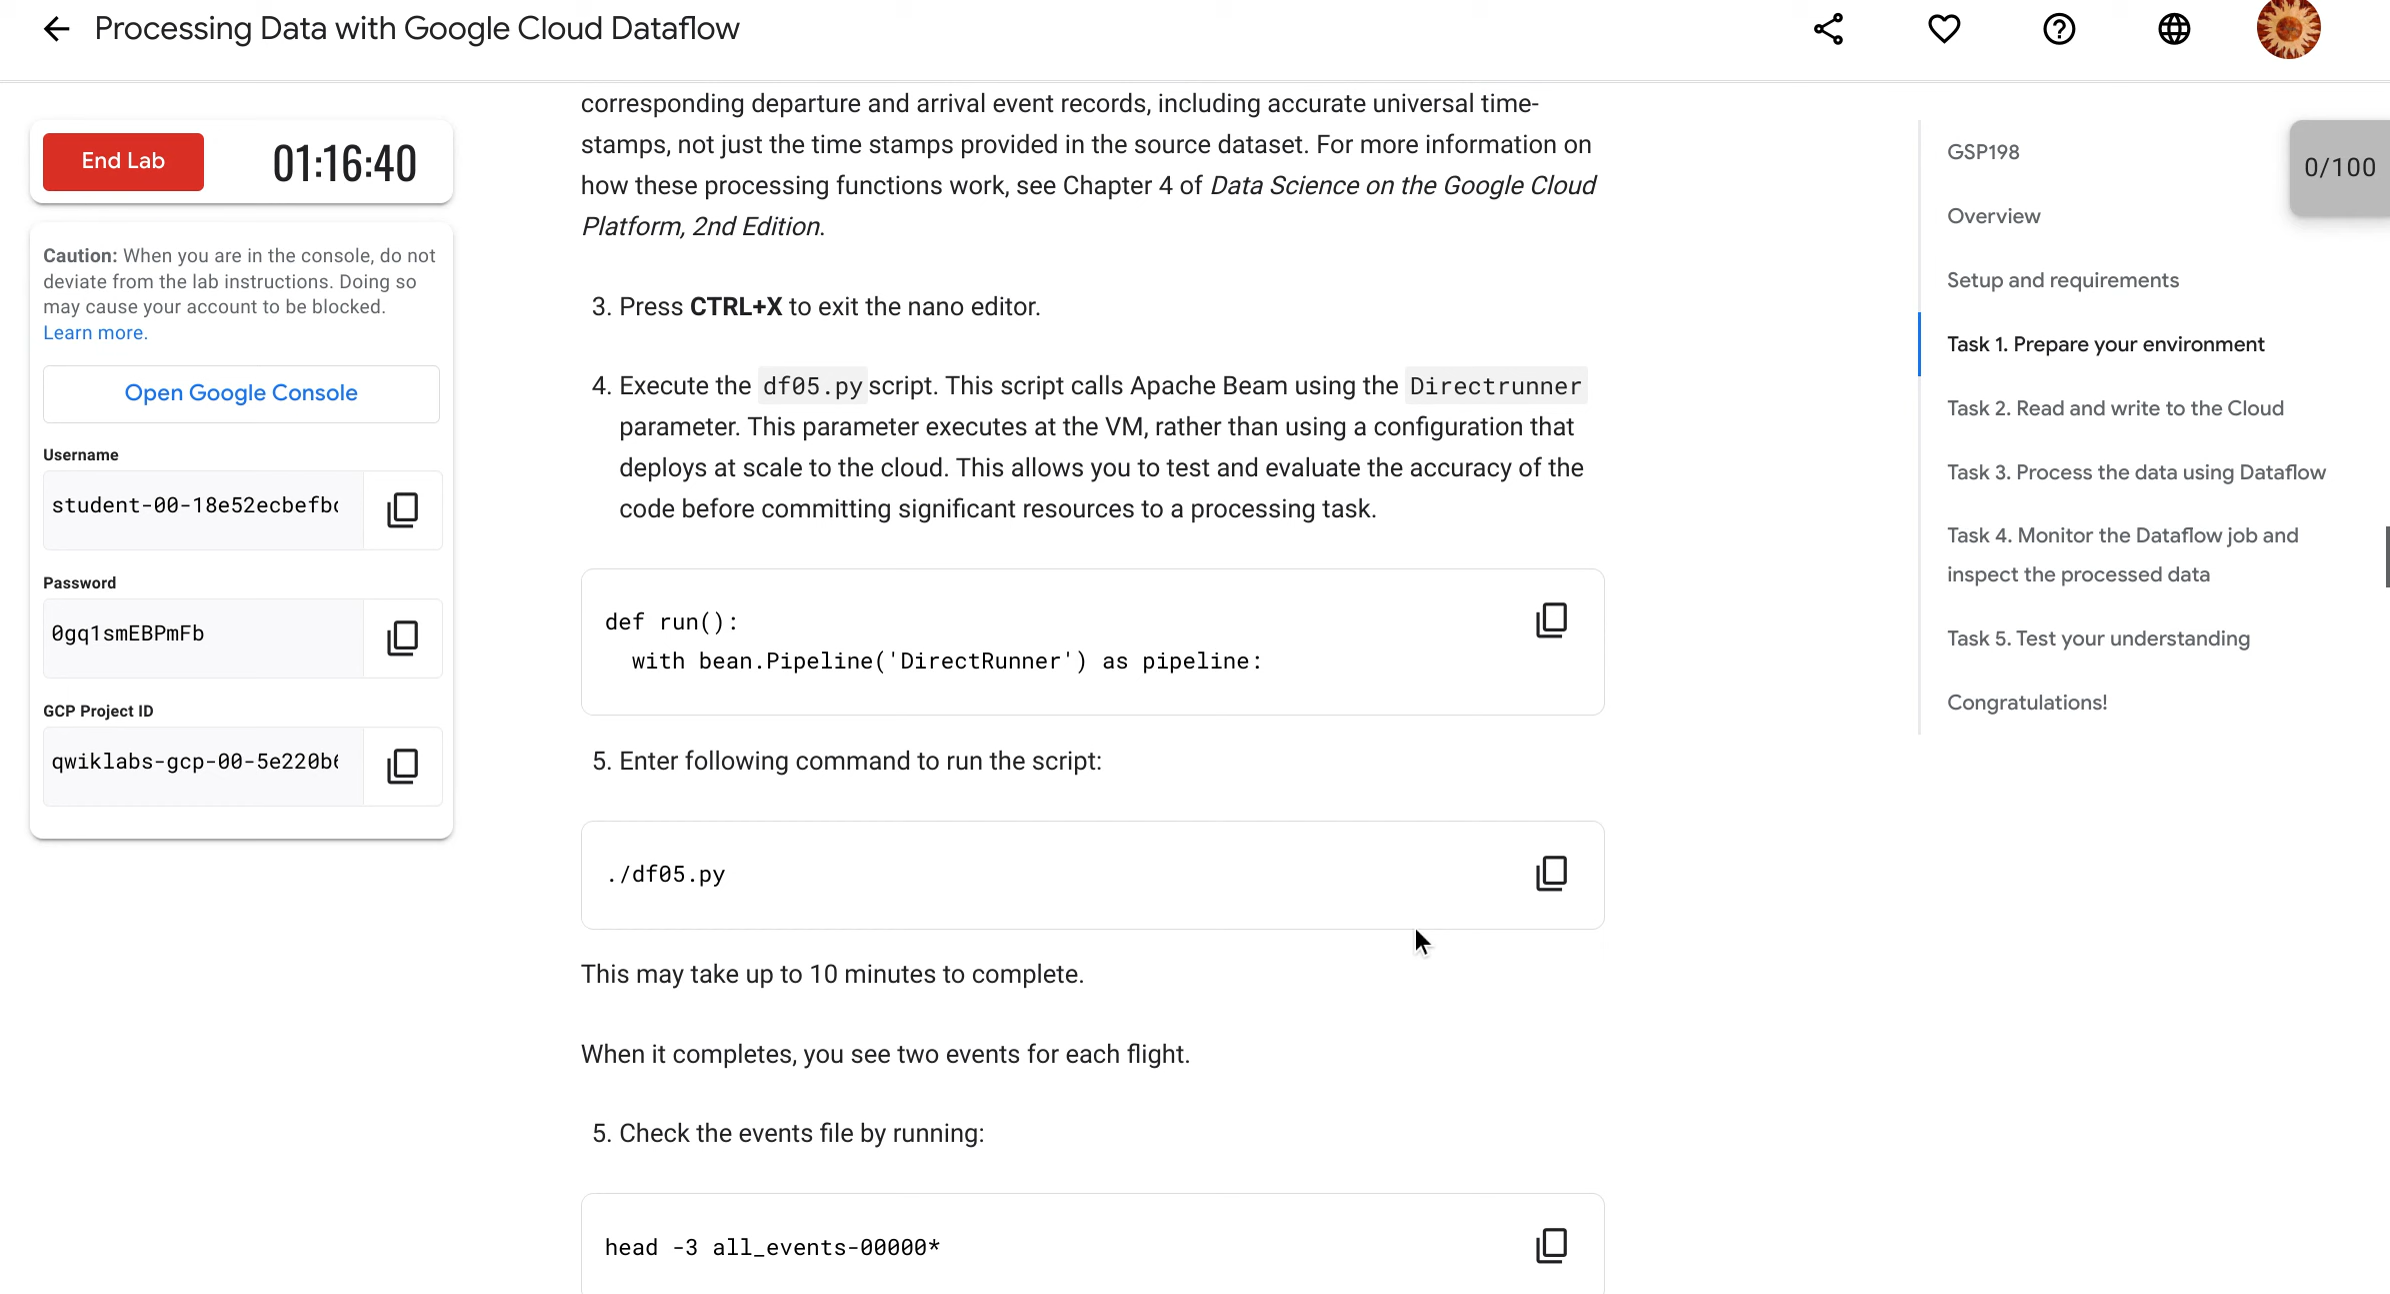 Processing Data with Google Cloud Dataflow
End Lab
01:16:40
Caution: When you are in the console, do not
deviate from the lab instructions. Doing so
may cause your account to be blocked.
Learn more.
Open Google Console
Username
student-00-18e52ecbefb
Password
0gq1smEBPmFb
GCP Project ID
qwiklabs-gcp-00-5e220b
corresponding departure and arrival event records, including accurate universal time-
stamps, not just the time stamps provided in the source dataset. For more information on
how these processing functions work, see Chapter 4 of Data Science on the Google Cloud
Platform, 2nd Edition.
3. Press CTRL+X to exit the nano editor.
4. Execute the df05.py script. This script calls Apache Beam using the Directrunner
parameter. This parameter executes at the VM, rather than using a configuration that
deploys at scale to the cloud. This allows you to test and evaluate the accuracy of the
code before committing significant resources to a processing task.
def run():
  with bean.Pipeline('DirectRunner') as pipeline:
5. Enter following command to run the script:
./df05.py
This may take up to 10 minutes to complete.
When it completes, you see two events for each flight.
5. Check the events file by running:
head -3 all_events-00000*
GSP198
Overview
Setup and requirements
Task 1. Prepare your environment
Task 2. Read and write to the Cloud
Task 3. Process the data using Dataflow
Task 4. Monitor the Dataflow job and
inspect the processed data
Task 5. Test your understanding
Congratulations!
0/100